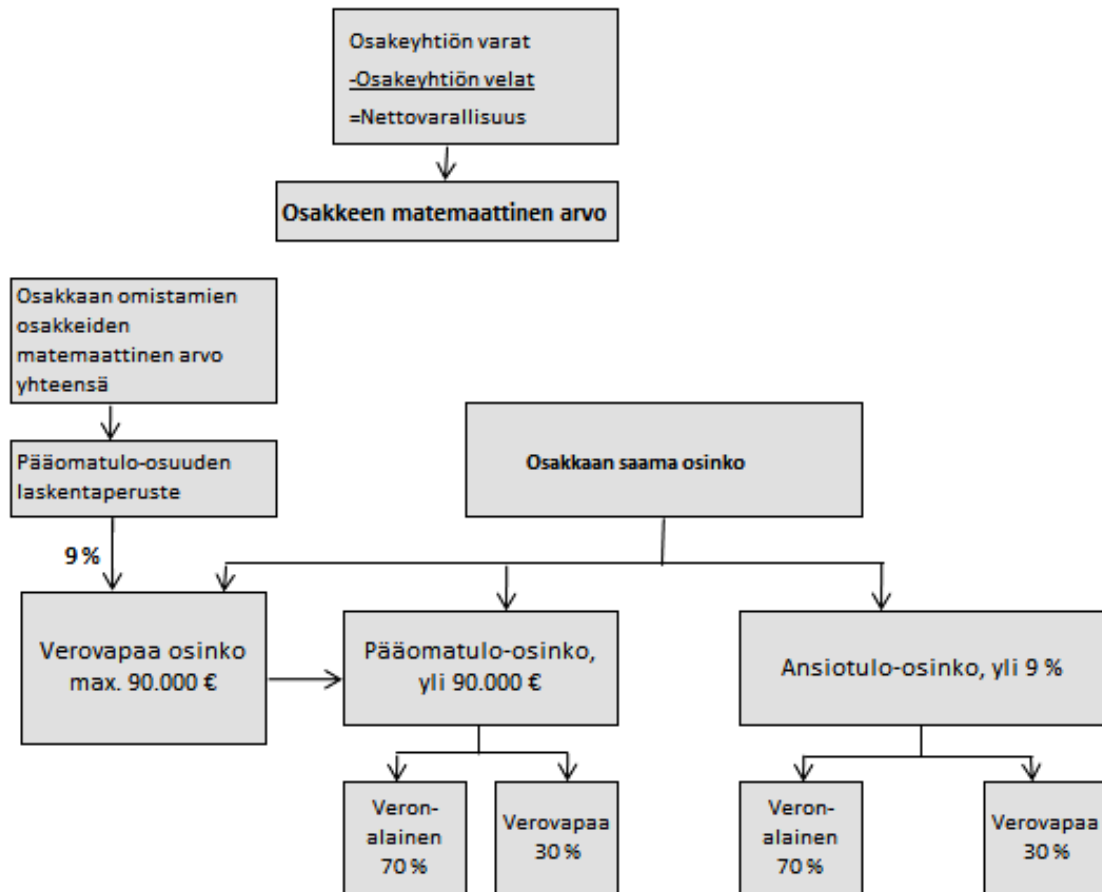 Osakeyhtiön varat
-Osakeyhtiön velat
=Nettovarallisuus
Osakkeen matemaattinen arvo
Osakkaan omistamien
osakkeiden
matemaattinen arvo
yhteensä
Pääomatulo-osuuden
laskentaperuste
Osakkaan saama osinko
9 %
Verovapaa osinko
max. 90.000 €
Pääomatulo-osinko,
yli 90.000 €
Ansiotulo-osinko, yli 9 %
Veron-
alainen
70 %
Verovapaa
30 %
Veron-
alainen
70 %
Verovapaa
30 %